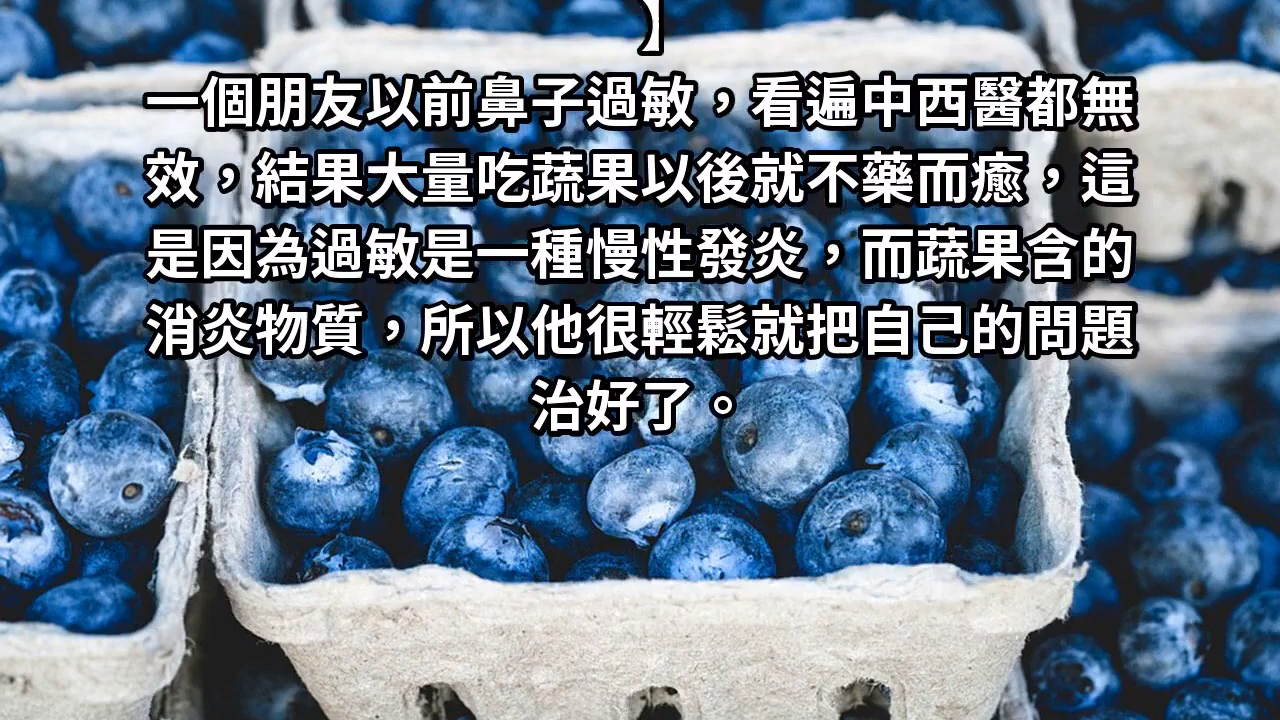 】
一個朋友以前鼻子過敏，看遍中西醫都無
效，結果大量吃蔬果以後就不藥而癒，這
是因為過敏是一種慢性發炎，而蔬果含的
消炎物質，所以他很輕鬆就把自己的問題
治好了。